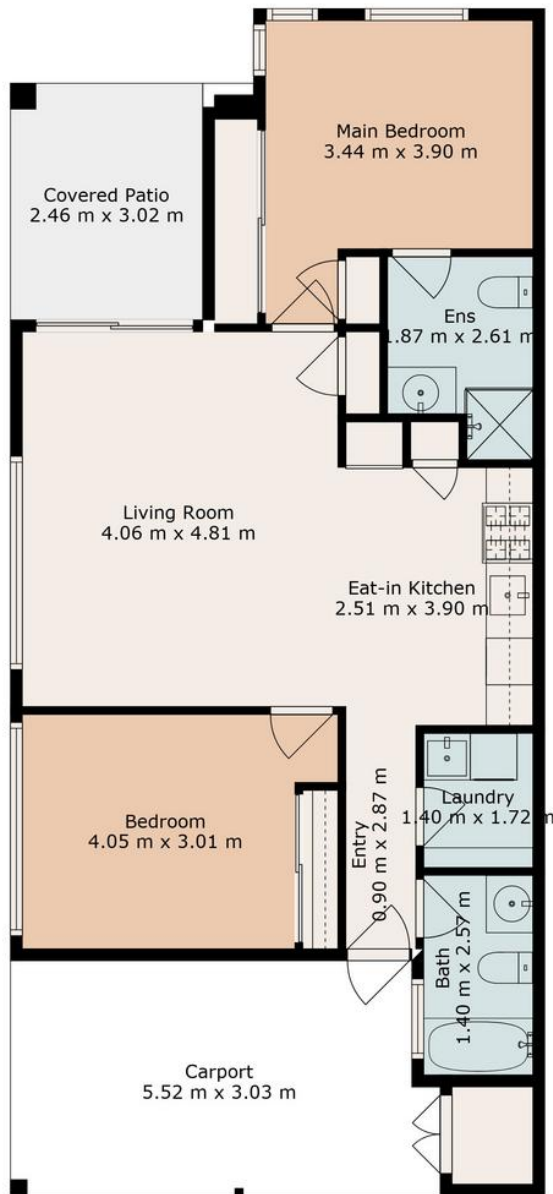 Main Bedroom
3.44 m x 3.90 m
Covered Patio
2.46 m x 3.02 m
Ens
1.87 m x 2.61 m
Living Room
4.06 m x 4.81 m
Eat-in Kitchen
2.51 m x 3.90 m
Bedroom
4.05 m x 3.01 m
Entry
0.90 m x 2.87 m
Laundry
1.40 m x 1.72 m
Bath
1.40 m x 2.57 m
Carport
5.52 m x 3.03 m